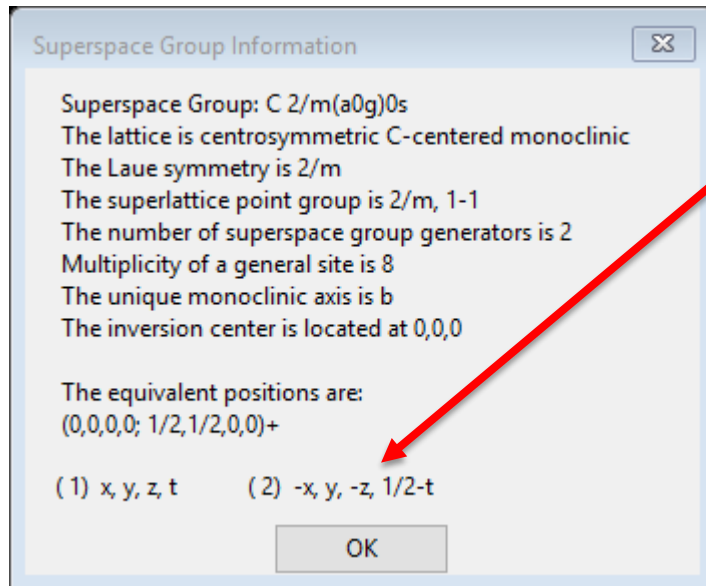 Superspace Group Information
Superspace Group: C 2/m(a0g)0s
The lattice is centrosymmetric C-centered monoclinic
The Laue symmetry is 2/m
The superlattice point group is 2/m, 1-1
The number of superspace group generators is 2
Multiplicity of a general site is 8
The unique monoclinic axis is b
The inversion center is located at 0,0,0
The equivalent positions are:
(0,0,0,0; 1/2,1/2,0,0)+
( 1) x, y, z, t ( 2) -x, y, -z, 1/2-t
OK